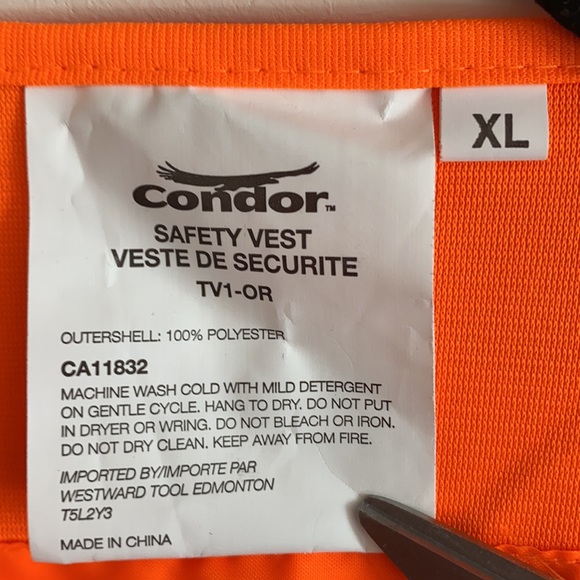 Condor™
XL
SAFETY VEST
VESTE DE SECURITE
TV1-OR
OUTERSHELL: 100% POLYESTER
CA11832
MACHINE WASH COLD WITH MILD DETERGENT
ON GENTLE CYCLE. HANG TO DRY. DO NOT PUT
IN DRYER OR WRING. DO NOT BLEACH OR IRON.
DO NOT DRY CLEAN. KEEP AWAY FROM FIRE.
IMPORTED BY/IMPORTE PAR
WESTWARD TOOL EDMONTON
T5L2Y3
MADE IN CHINA